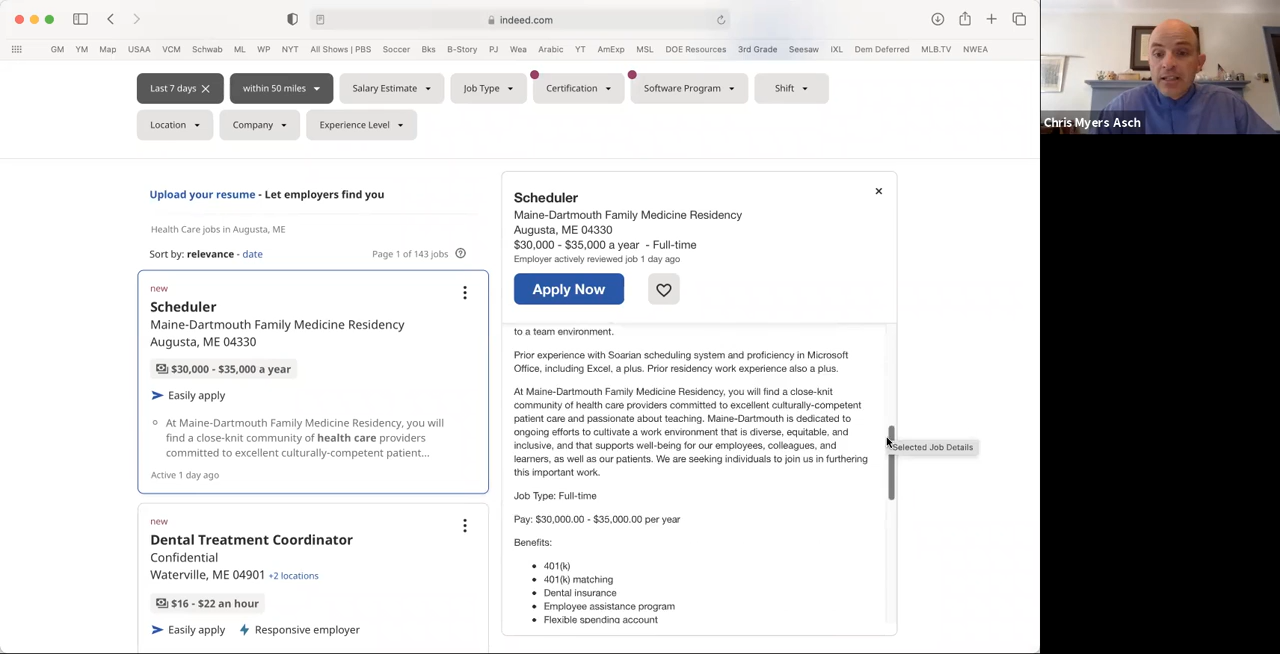 indeed.com
GM YM Map USAA VCM Schwab ML WP NYT All Shows | PBS Soccer Bks B-Story PJ Wea Arabic YT AmExp MSL DOE Resources 3rd Grade Seesaw IXL Dem Deferred MLB.TV NWEA
Last 7 days within 50 miles Salary Estimate Job Type Certification Software Program Shift
Location Company Experience Level
Upload your resume - Let employers find you
Health Care jobs in Augusta, ME
Sort by: relevance - date Page 1 of 143 jobs
new
Scheduler
Maine-Dartmouth Family Medicine Residency
Augusta, ME 04330
$30,000 - $35,000 a year
Easily apply
At Maine-Dartmouth Family Medicine Residency, you will
find a close-knit community of health care providers
committed to excellent culturally-competent patient...
Active 1 day ago
new
Dental Treatment Coordinator
Confidential
Waterville, ME 04901 +2 locations
$16 - $22 an hour
Easily apply Responsive employer
Scheduler
Maine-Dartmouth Family Medicine Residency
Augusta, ME 04330
$30,000 - $35,000 a year - Full-time
Employer actively reviewed job 1 day ago
Apply Now
to a team environment.
Prior experience with Soarian scheduling system and proficiency in Microsoft
Office, including Excel, a plus. Prior residency work experience also a plus.
At Maine-Dartmouth Family Medicine Residency, you will find a close-knit
community of health care providers committed to excellent culturally-competent
patient care and passionate about teaching. Maine-Dartmouth is dedicated to
ongoing efforts to cultivate a work environment that is diverse, equitable, and
inclusive, and that supports well-being for our employees, colleagues, and
learners, as well as our patients. We are seeking individuals to join us in furthering
this important work.
Job Type: Full-time
Pay: $30,000.00 - $35,000.00 per year
Benefits:
401(k)
401(k) matching
Dental insurance
Employee assistance program
Flexible spending account
Selected Job Details
Chris Myers Asch